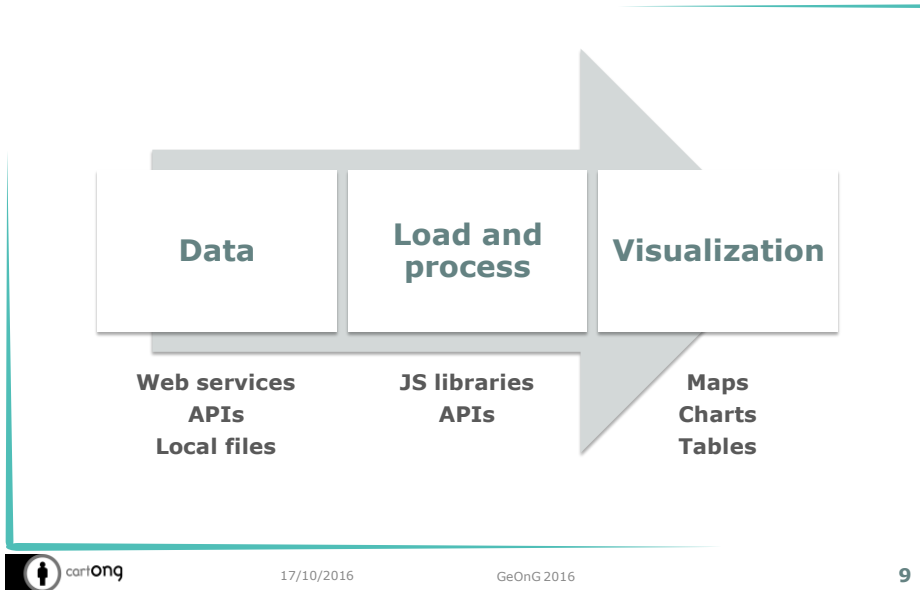 Data
Load and
process
Visualization
Web services
APIs
Local files
JS libraries
APIs
Maps
Charts
Tables
cartong
17/10/2016
GeOnG 2016
9